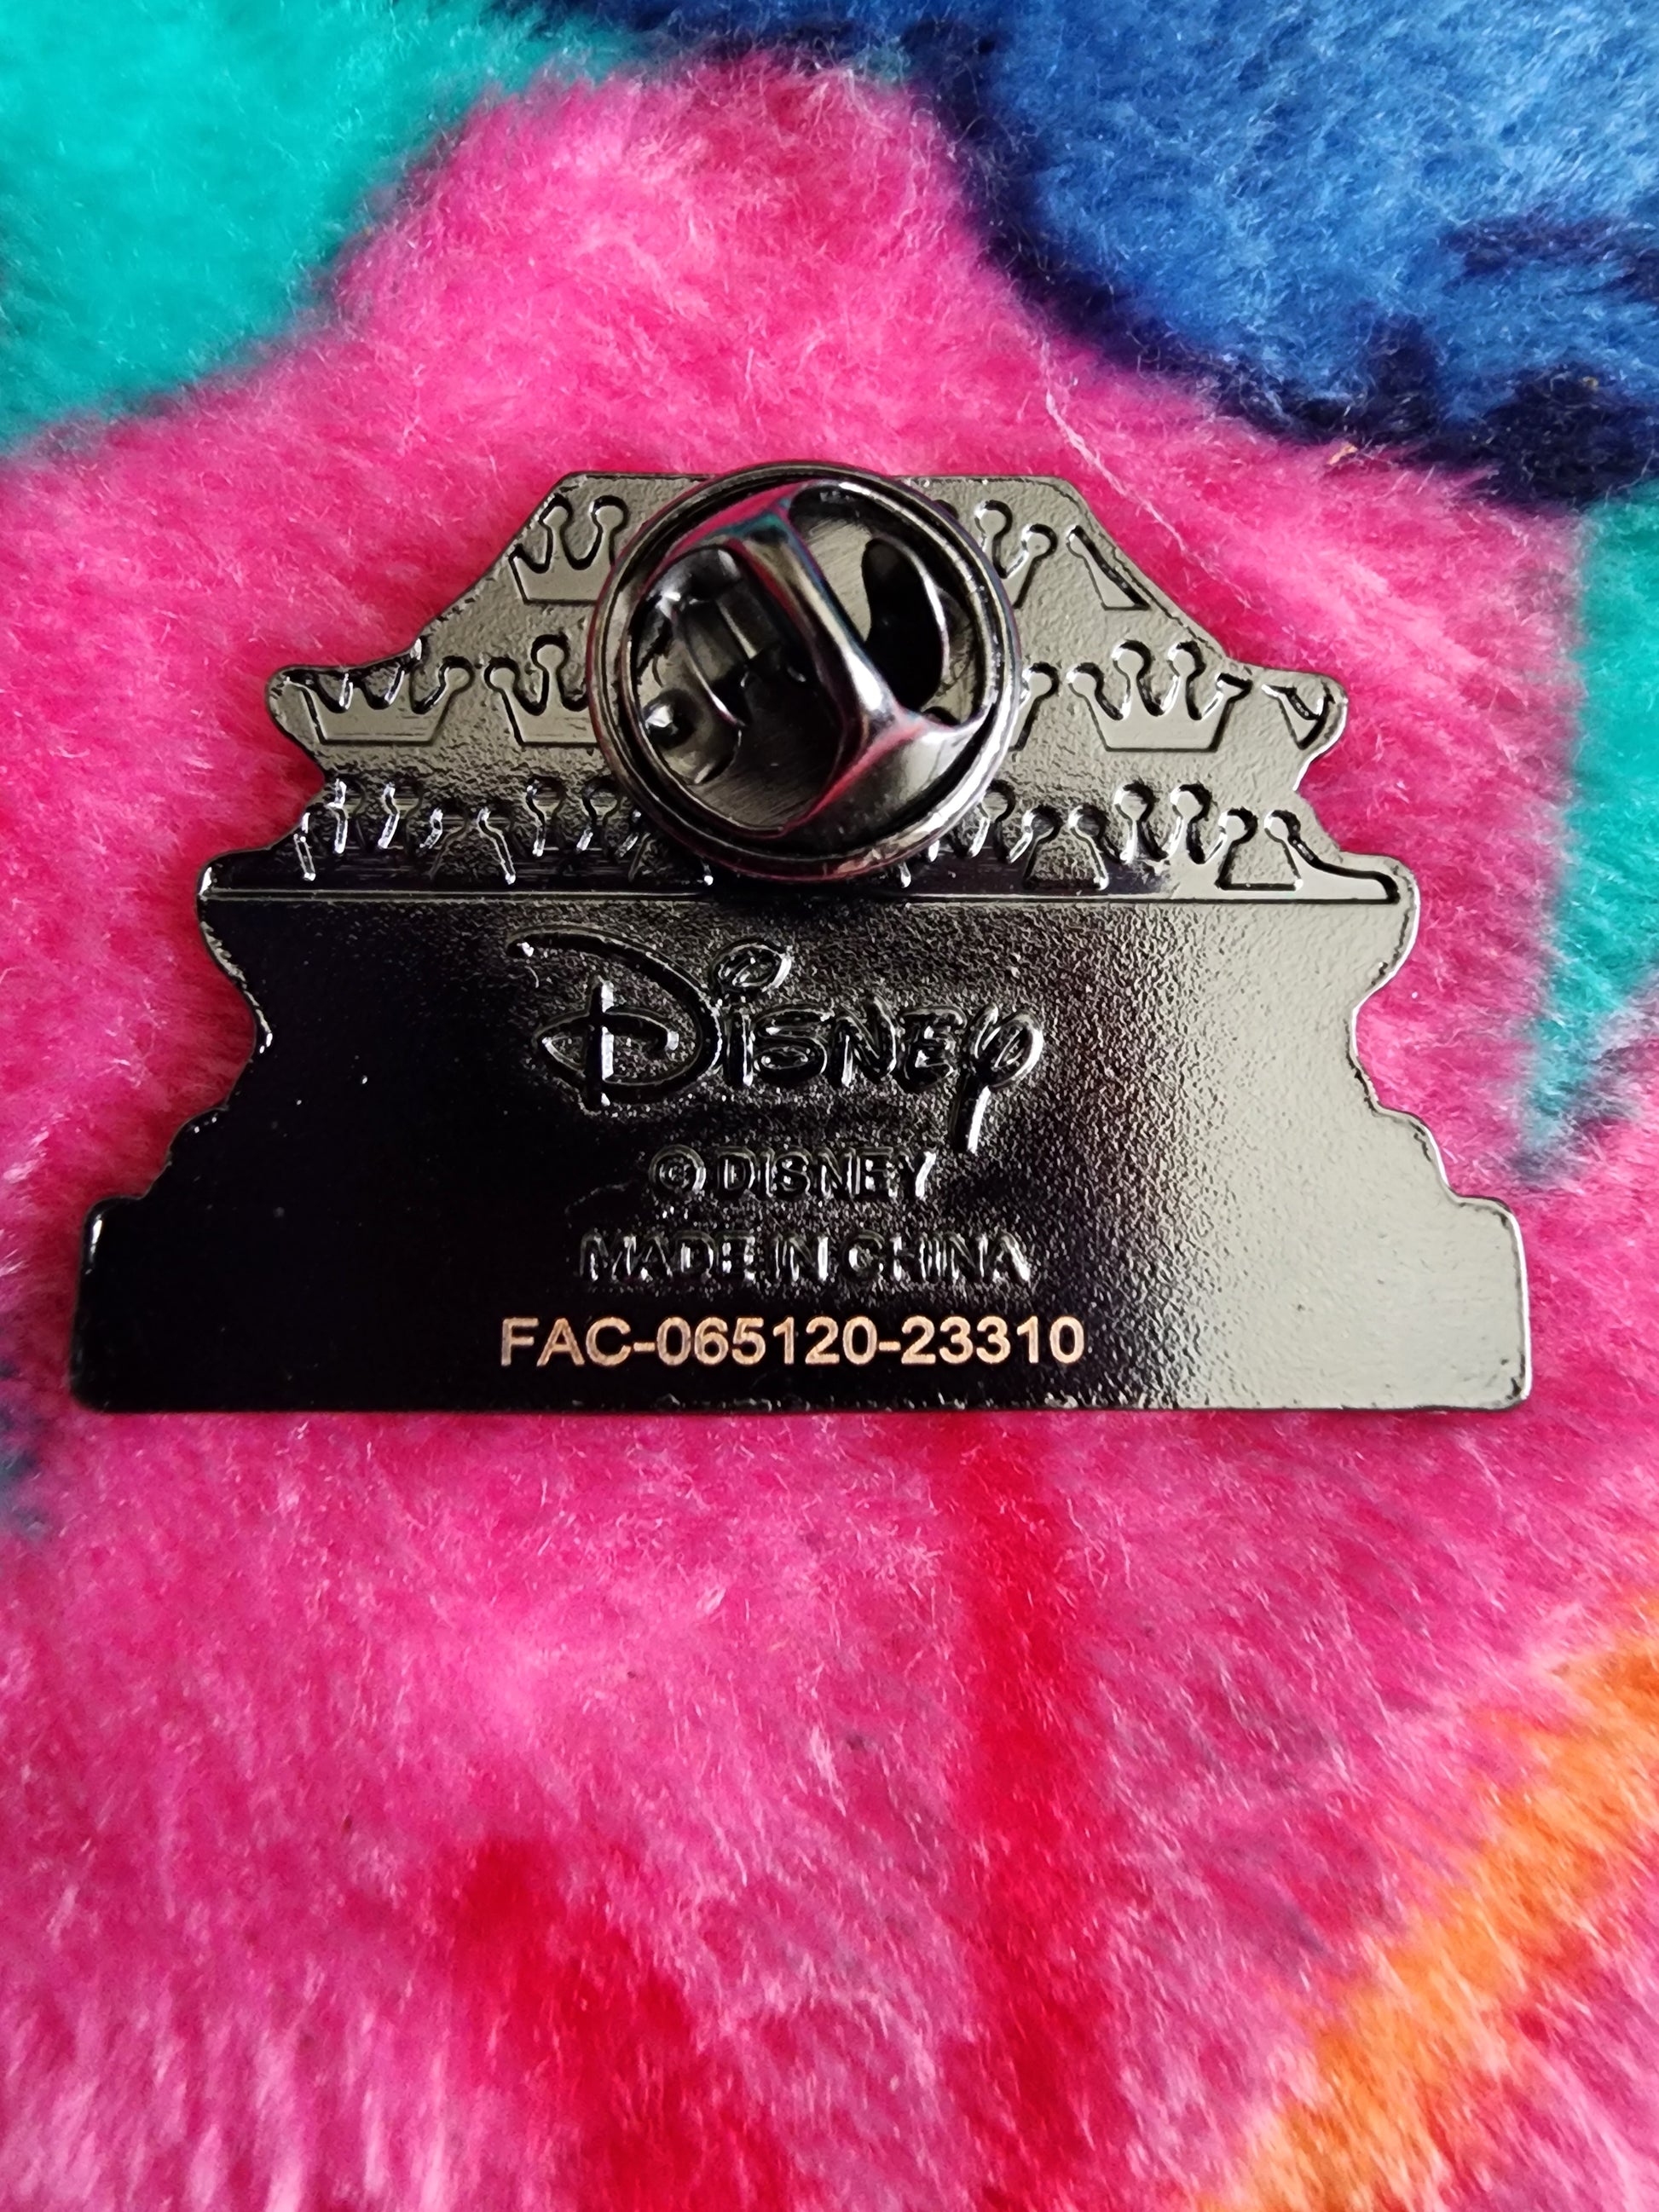 Disney
© DISNEY
MADE IN CHINA
FAC-065120-23310